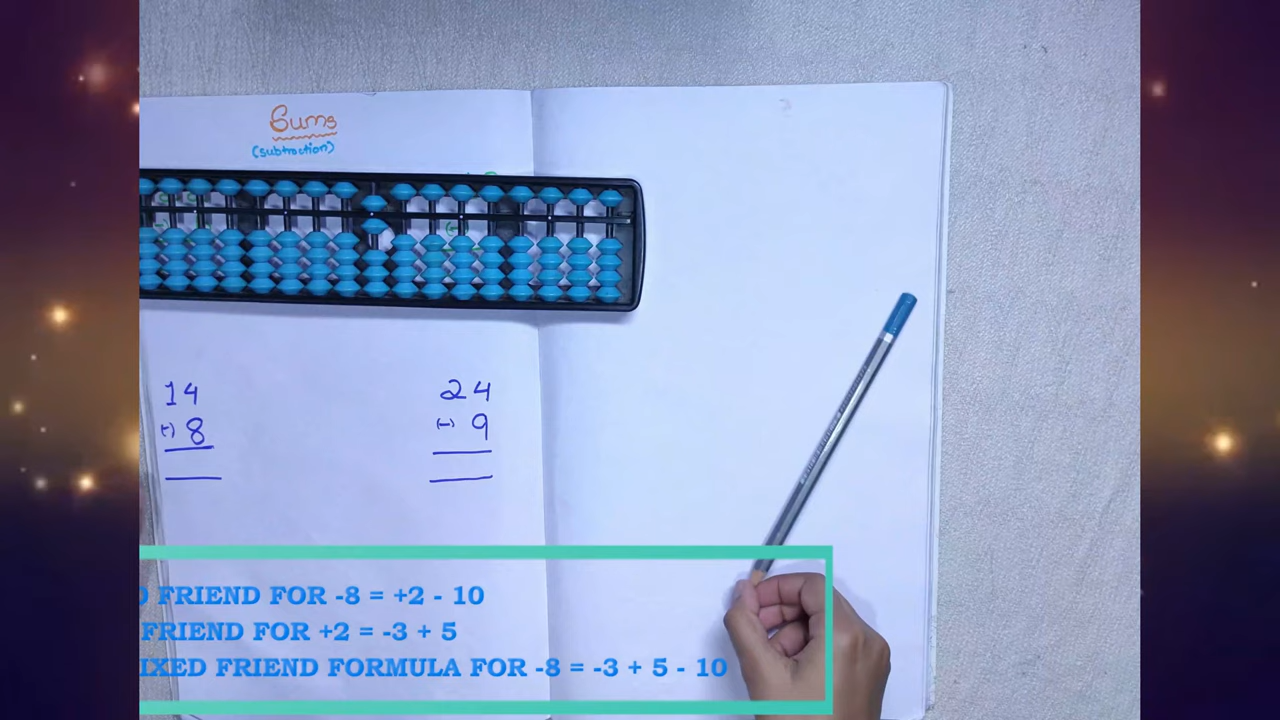 Sums
(subtraction)
14
(-) 8
24
(-) 9
FRIEND FOR -8 = +2 - 10
FRIEND FOR +2 = -3 + 5
IXED FRIEND FORMULA FOR -8 = -3 + 5 - 10